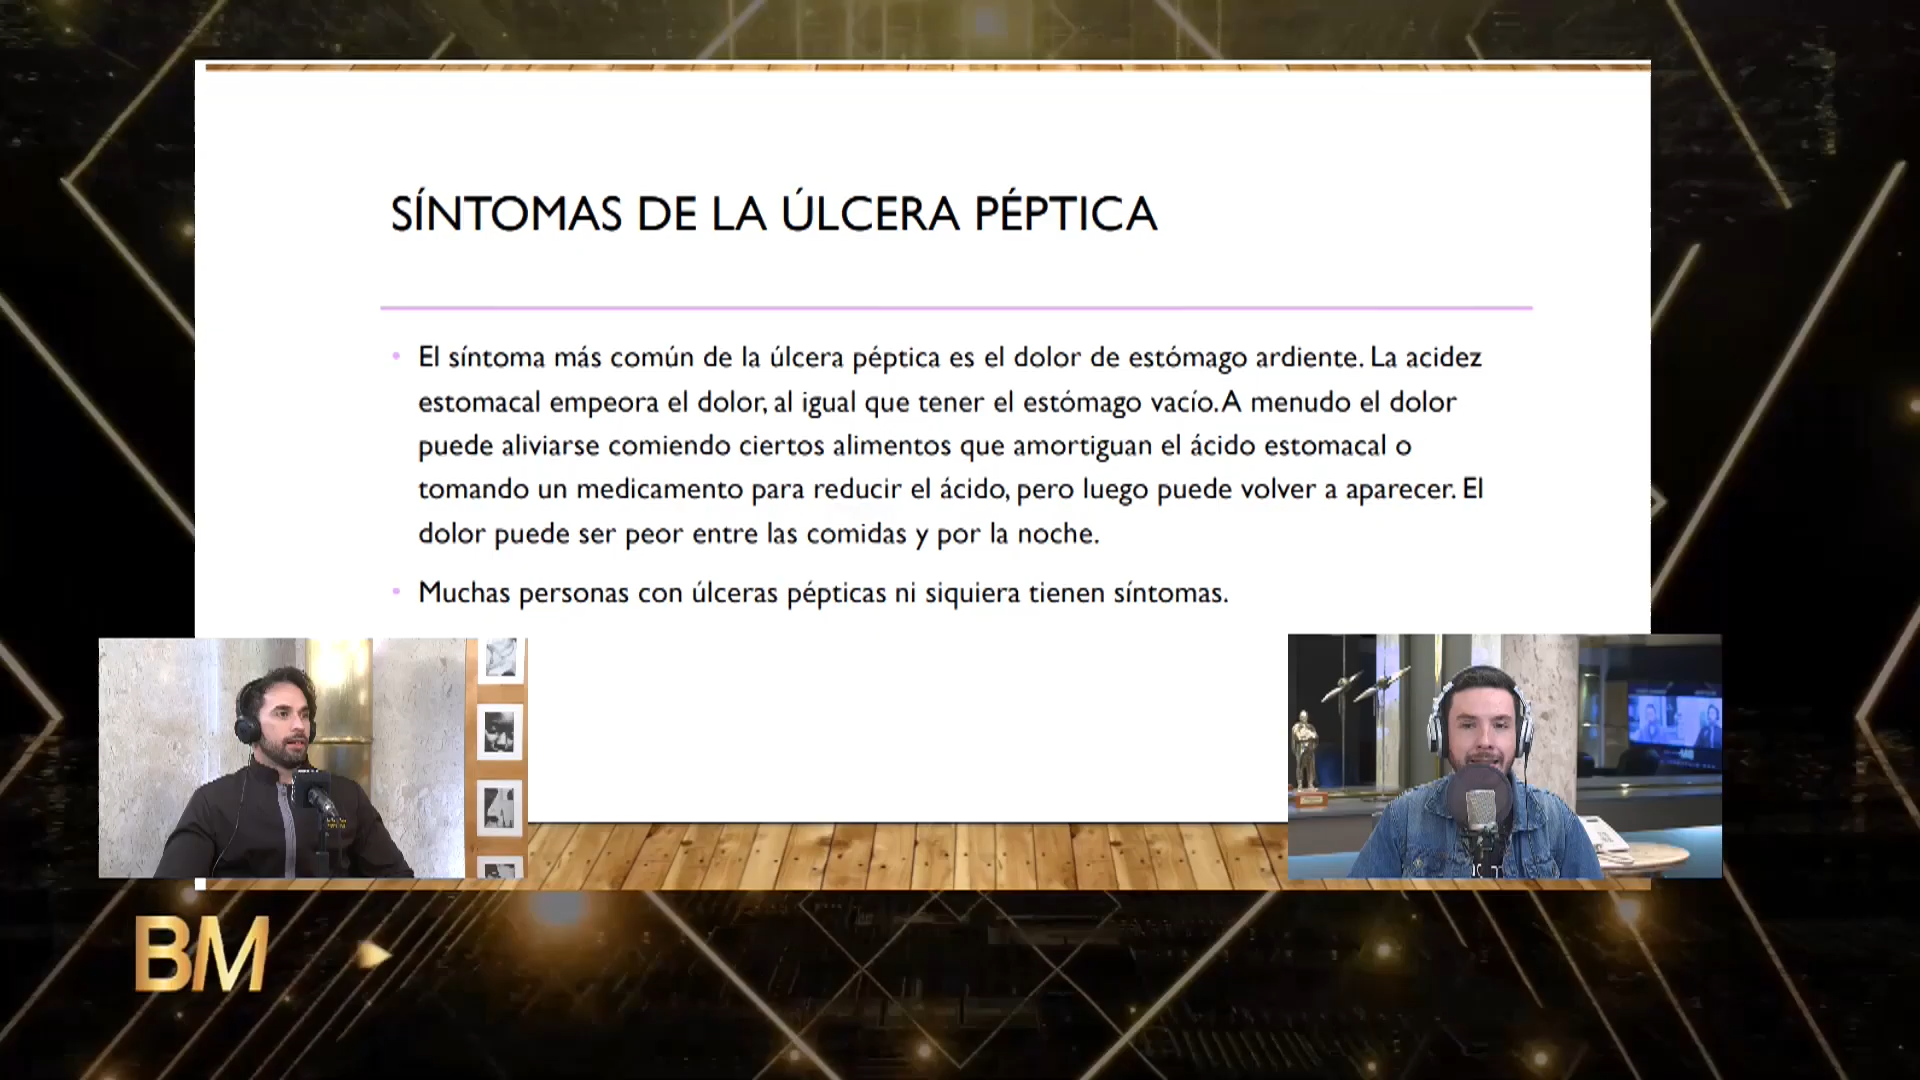 SÍNTOMAS DE LA ÚLCERA PÉPTICA
• El síntoma más común de la úlcera péptica es el dolor de estómago ardiente. La acidez
estomacal empeora el dolor, al igual que tener el estómago vacío. A menudo el dolor
puede aliviarse comiendo ciertos alimentos que amortiguan el ácido estomacal o
tomando un medicamento para reducir el ácido, pero luego puede volver a aparecer. El
dolor puede ser peor entre las comidas y por la noche.
• Muchas personas con úlceras pépticas ni siquiera tienen síntomas.
BM